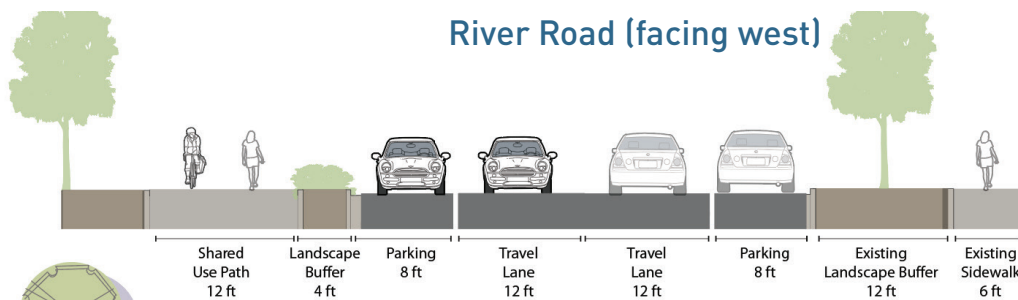 River Road (facing west)
Shared
Use Path
12 ft
Landscape
Buffer
4 ft
Parking
8 ft
Travel
Lane
12 ft
Travel
Lane
12 ft
Parking
8 ft
Existing
Landscape Buffer
12 ft
Existing
Sidewalk
6 ft